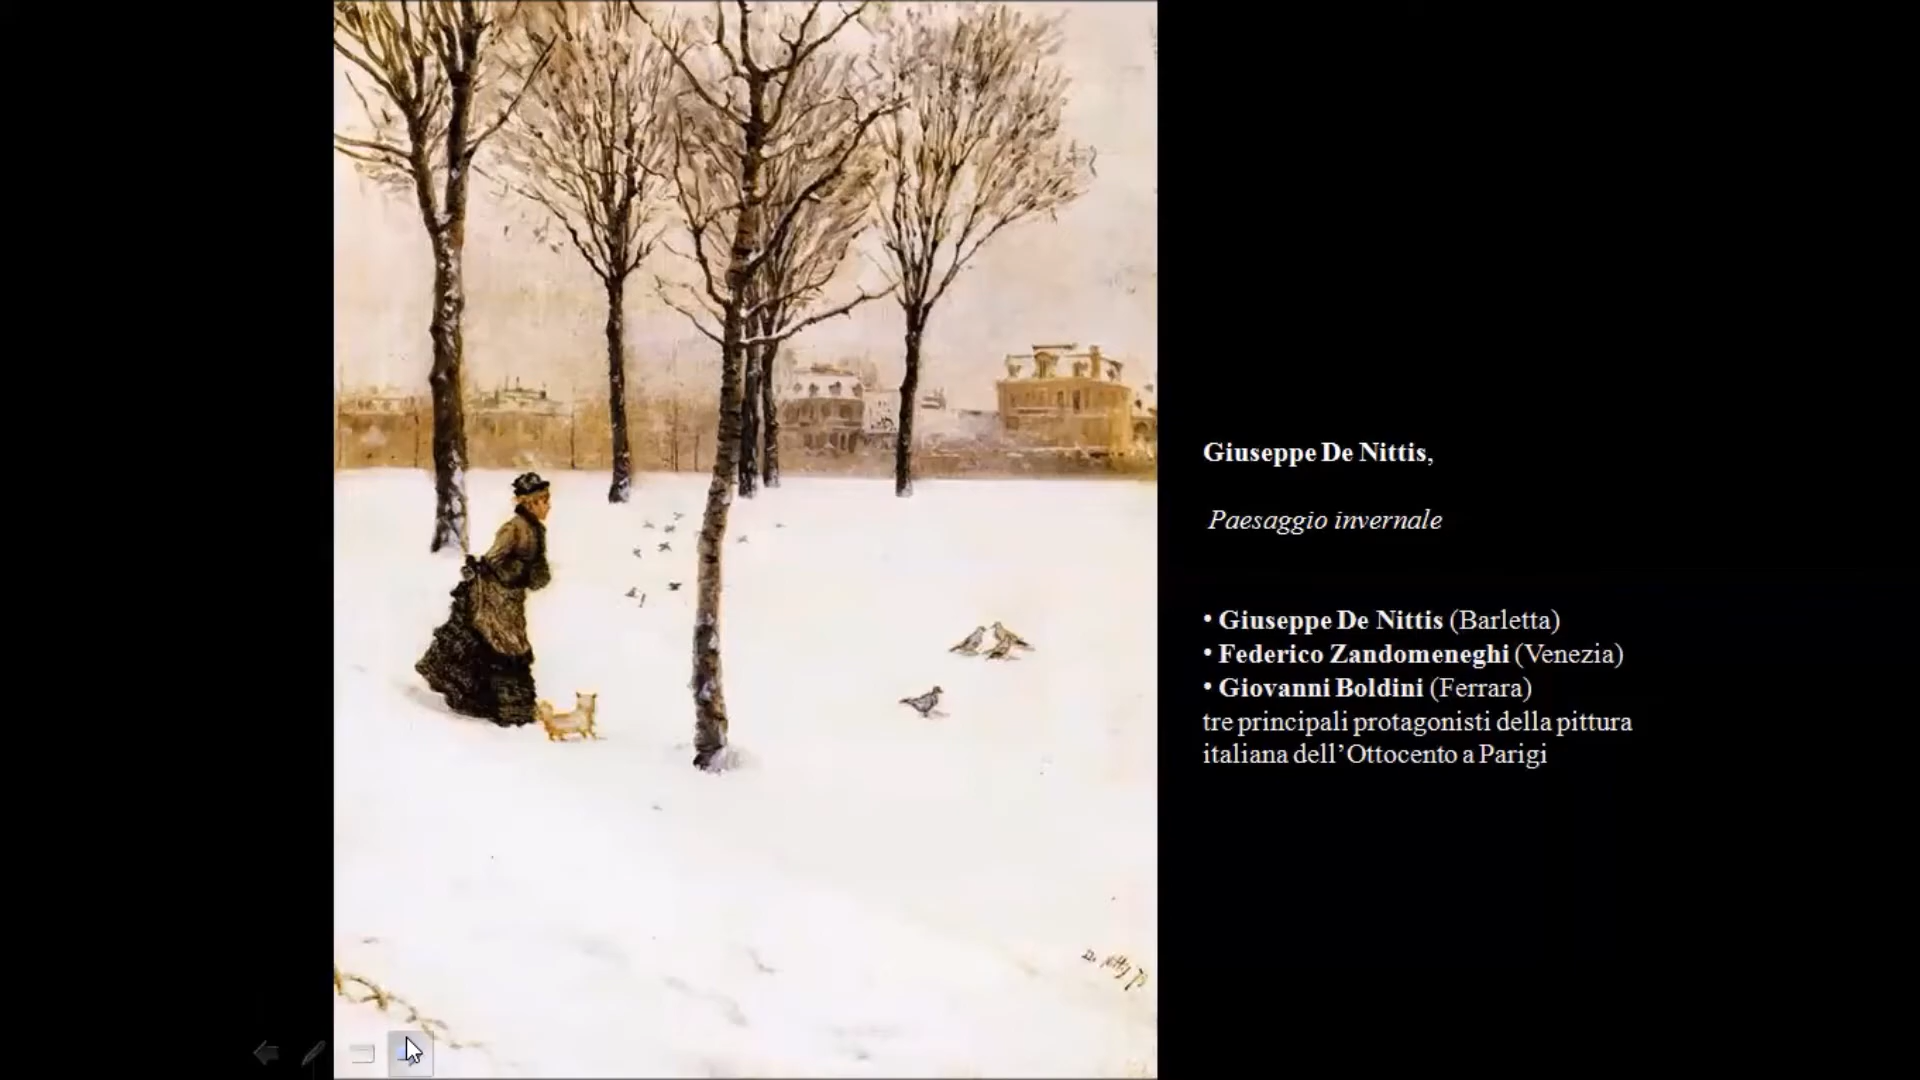 Giuseppe De Nittis,
Paesaggio invernale
• Giuseppe De Nittis (Barletta)
• Federico Zandomeneghi (Venezia)
• Giovanni Boldini (Ferrara)
tre principali protagonisti della pittura
italiana dell’Ottocento a Parigi